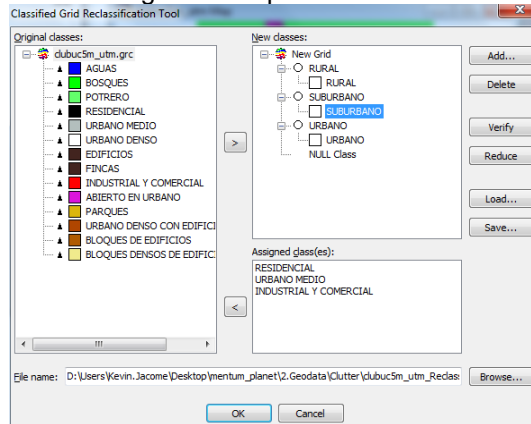 Classified Grid Reclassification Tool
Original classes:
clubuc5m_utm.grc
AGUAS
BOSQUES
POTRERO
RESIDENCIAL
URBANO MEDIO
URBANO DENSO
EDIFICIOS
FINCAS
INDUSTRIAL Y COMERCIAL
ABIERTO EN URBANO
PARQUES
URBANO DENSO CON EDIFICI
BLOQUES DE EDIFICIOS
BLOQUES DENSOS DE EDIFIC:
>
<
New classes:
New Grid
RURAL
RURAL
SUBURBANO
SUBURBANO
URBANO
URBANO
NULL Class
Assigned class(es):
RESIDENCIAL
URBANO MEDIO
INDUSTRIAL Y COMERCIAL
Add...
Delete
Verify
Reduce
Load...
Save...
File name: D:\Users\Kevin.Jacome\Desktop\mentum_planet\2.Geodata\Clutter\clubuc5m_utm_Reclas: Browse...
OK Cancel